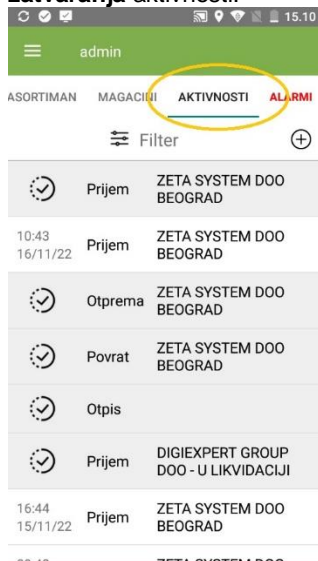 zatvaranja aktivnosti.
15.10
admin
ASORTIMAN MAGACINI AKTIVNOSTI ALARMI
Filter
Prijem ZETA SYSTEM DOO
BEOGRAD
10:43
16/11/22 Prijem ZETA SYSTEM DOO
BEOGRAD
Otprema ZETA SYSTEM DOO
BEOGRAD
Povrat ZETA SYSTEM DOO
BEOGRAD
Otpis
Prijem DIGIEXPERT GROUP
DOO - U LIKVIDACIJI
16:44
15/11/22 Prijem ZETA SYSTEM DOO
BEOGRAD